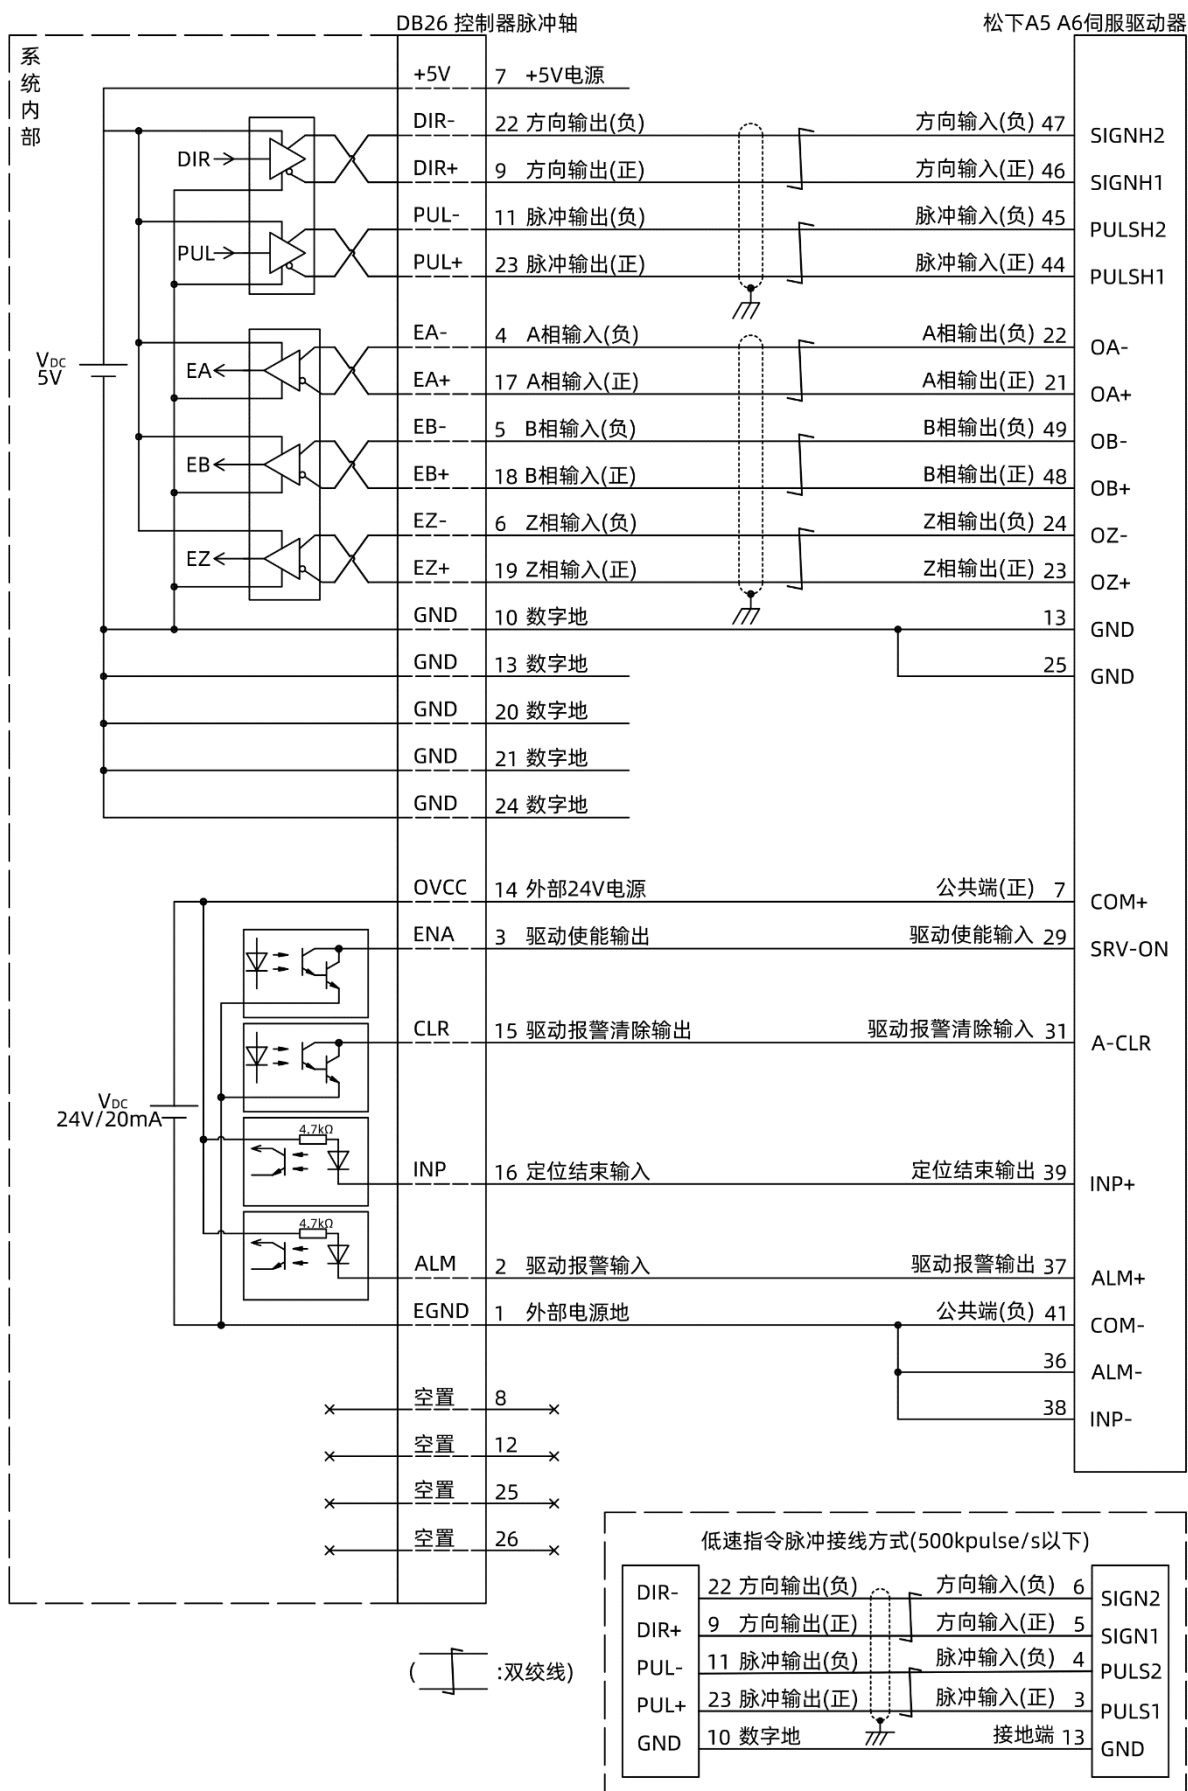 DB26 控制器脉冲轴
松下A5 A6伺服驱动器
系统内部
+5V 7 +5V电源
DIR- 22 方向输出(负) 方向输入(负) 47 SIGNH2
DIR
DIR+ 9 方向输出(正) 方向输入(正) 46 SIGNH1
PUL- 11 脉冲输出(负) 脉冲输入(负) 45 PULSH2
PUL
PUL+ 23 脉冲输出(正) 脉冲输入(正) 44 PULSH1
EA- 4 A相输入(负) A相输出(负) 22 OA-
VDC
5V
EA
EA+ 17 A相输入(正) A相输出(正) 21 OA+
EB- 5 B相输入(负) B相输出(负) 49 OB-
EB
EB+ 18 B相输入(正) B相输出(正) 48 OB+
EZ- 6 Z相输入(负) Z相输出(负) 24 OZ-
EZ
EZ+ 19 Z相输入(正) Z相输出(正) 23 OZ+
GND 10 数字地 13 GND
GND 13 数字地 25 GND
GND 20 数字地
GND 21 数字地
GND 24 数字地
OVCC 14 外部24V电源 公共端(正) 7 COM+
ENA 3 驱动使能输出 驱动使能输入 29 SRV-ON
CLR 15 驱动报警清除输出 驱动报警清除输入 31 A-CLR
VDC
24V/20mA
4.7kΩ
INP 16 定位结束输入 定位结束输出 39 INP+
4.7kΩ
ALM 2 驱动报警输入 驱动报警输出 37 ALM+
EGND 1 外部电源地 公共端(负) 41 COM-
36 ALM-
空置 8
38 INP-
空置 12
空置 25
空置 26
低速指令脉冲接线方式(500kpulse/s以下)
DIR- 22 方向输出(负) 方向输入(负) 6 SIGN2
DIR+ 9 方向输出(正) 方向输入(正) 5 SIGN1
PUL- 11 脉冲输出(负) 脉冲输入(负) 4 PULS2
PUL+ 23 脉冲输出(正) 脉冲输入(正) 3 PULS1
GND 10 数字地 接地端 13 GND
( :双绞线)